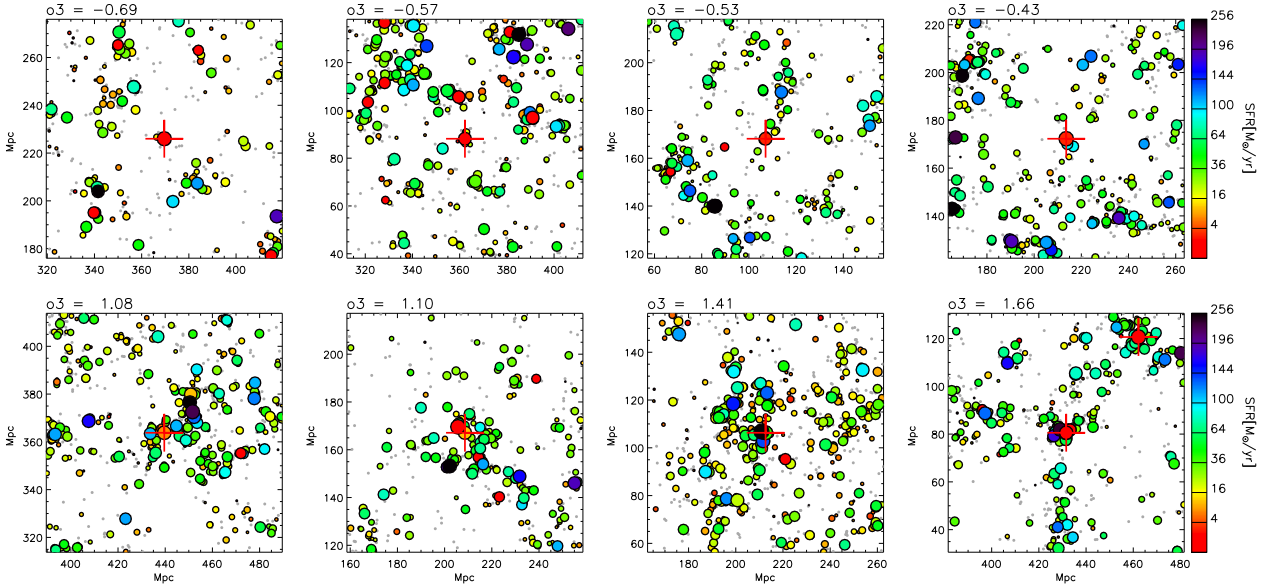 o3 = −0.69
o3 = −0.57
o3 = −0.53
o3 = −0.43
260
240
220
200
180
Mpc
320 340 360 380 400
120
100
80
60
40
Mpc
320 340 360 380 400
200
180
160
140
120
Mpc
60 80 100 120 140
220
200
180
160
140
Mpc
180 200 220 240 260
256
196
144
100
64
36
16
4
SFR[M⊙/yr]
o3 = 1.08
o3 = 1.10
o3 = 1.41
o3 = 1.66
400
380
360
340
320
Mpc
400 420 440 460 480
Mpc
200
180
160
140
120
Mpc
160 180 200 220 240
Mpc
140
120
100
80
60
Mpc
180 200 220 240 260
Mpc
120
100
80
60
40
Mpc
400 420 440 460 480
Mpc
256
196
144
100
64
36
16
4
SFR[M⊙/yr]